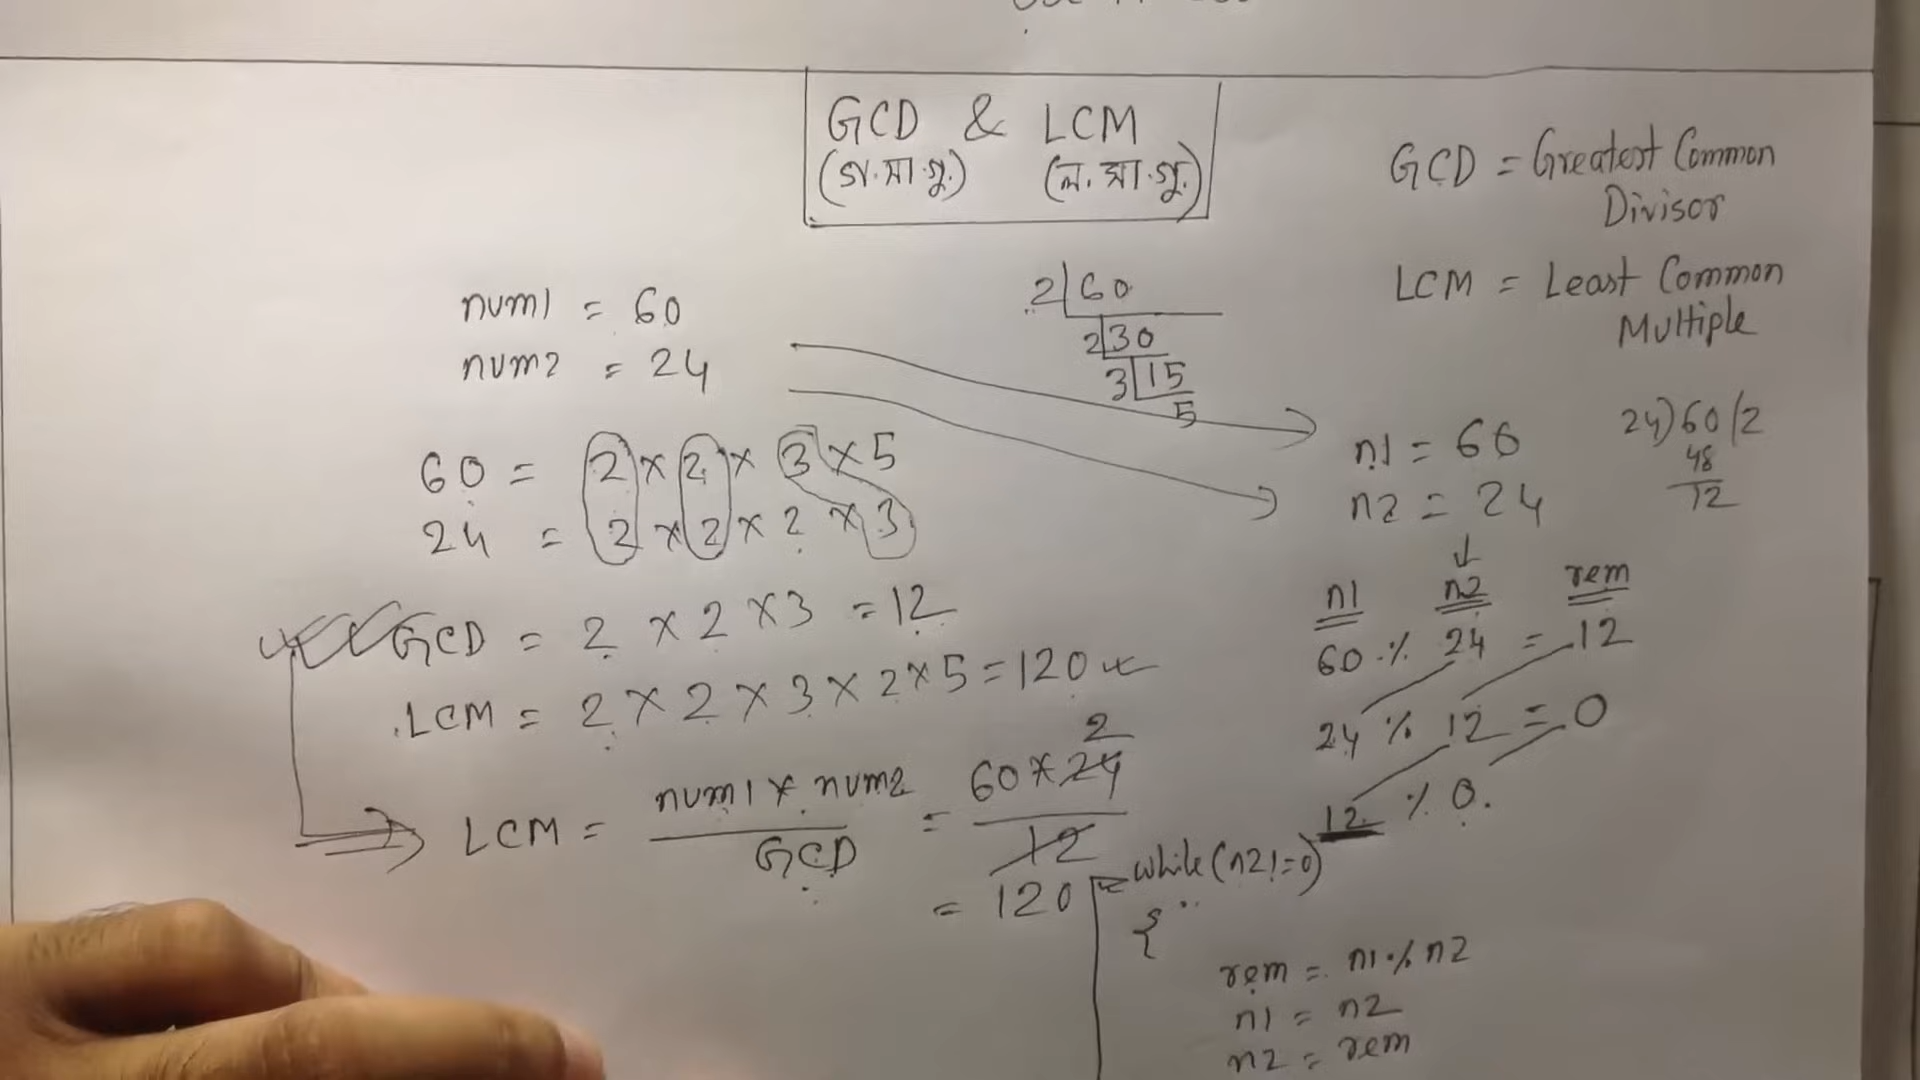 GCD & LCM
(গ.সা.গু.) (ল.সা.গু.)
GCD = Greatest Common
Divisor
LCM = Least Common
Multiple
num1 = 60
num2 = 24
2 60
2 30
3 15
5
60 = 2 × 2 × 3 × 5
24 = 2 × 2 × 2 × 3
GCD = 2 × 2 × 3 = 12
LCM = 2 × 2 × 3 × 2 × 5 = 120
LCM = num1 * num2 / GCD = 60 * 24 / 12
2
= 120
n1 = 60
n2 = 24
24)60(2
48
12
n1 n2 rem
60 % 24 = 12
24 % 12 = 0
12 % 0.
while(n2!=0)
{
rem = n1 % n2
n1 = n2
n2 = rem